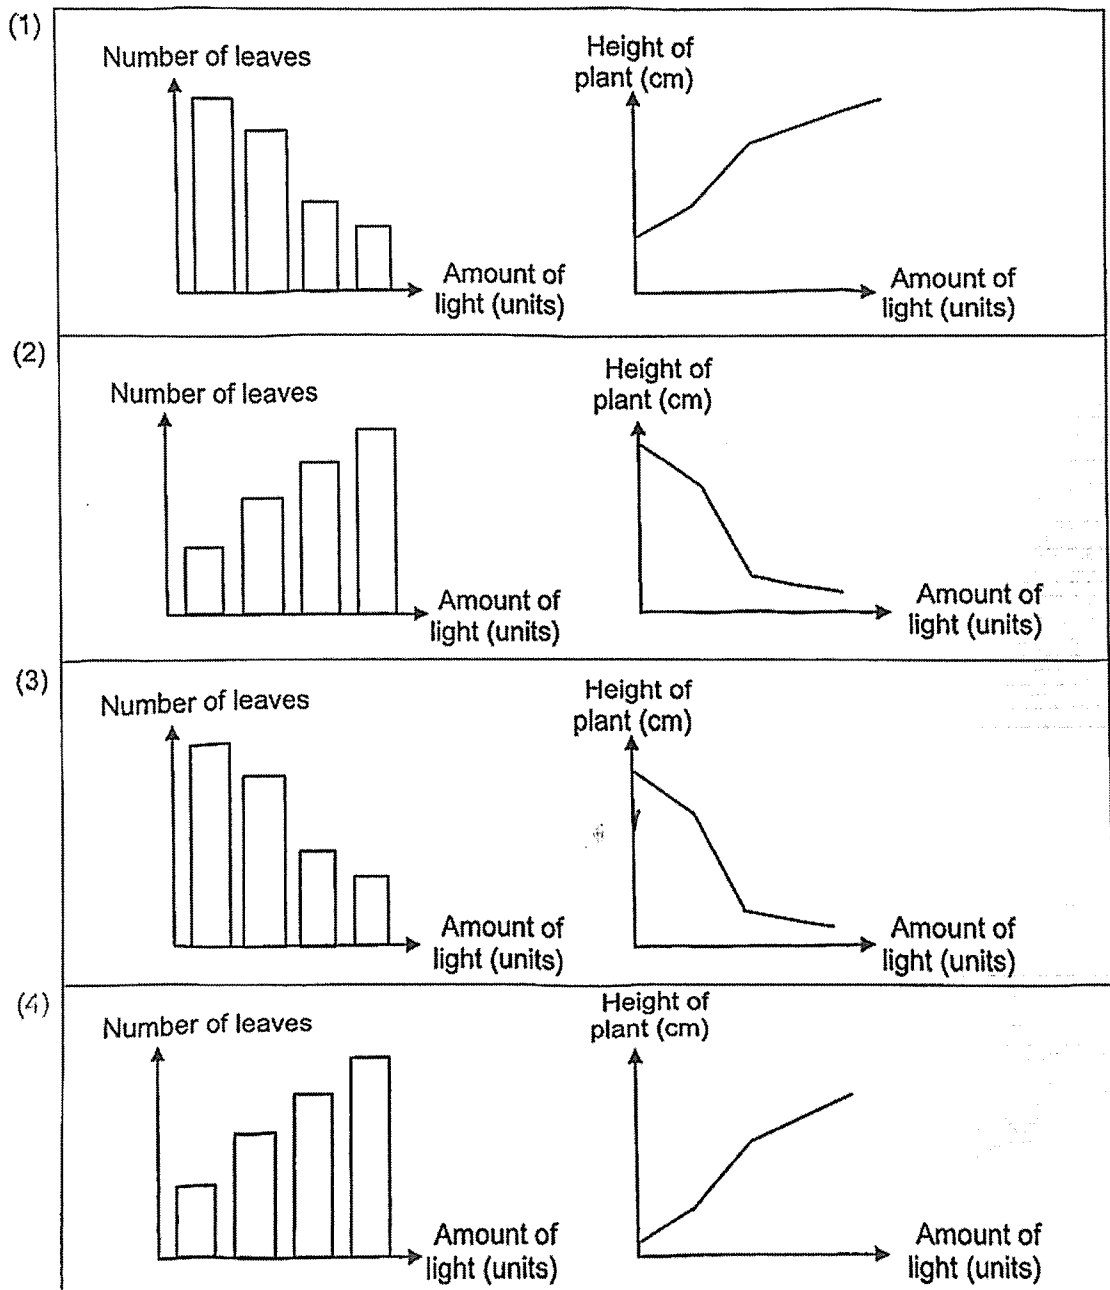 (1)
Number of leaves
Amount of
light (units)
Height of
plant (cm)
Amount of
light (units)
(2)
Number of leaves
Amount of
light (units)
Height of
plant (cm)
Amount of
light (units)
(3)
Number of leaves
Amount of
light (units)
Height of
plant (cm)
Amount of
light (units)
(4)
Number of leaves
Amount of
light (units)
Height of
plant (cm)
Amount of
light (units)